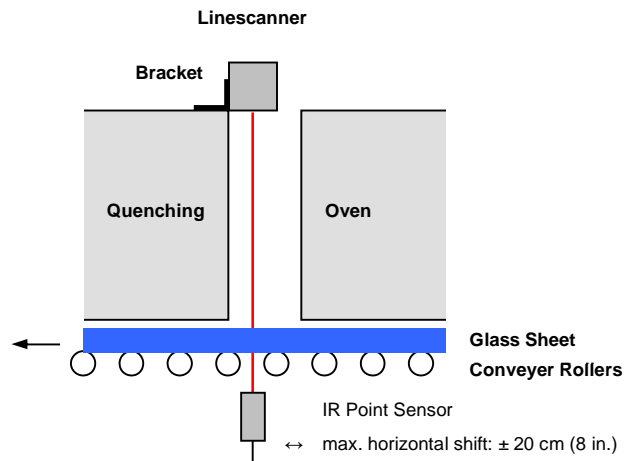 Linescanner
Bracket
Quenching
Oven
Glass Sheet
Conveyer Rollers
IR Point Sensor
↔ max. horizontal shift: ± 20 cm (8 in.)